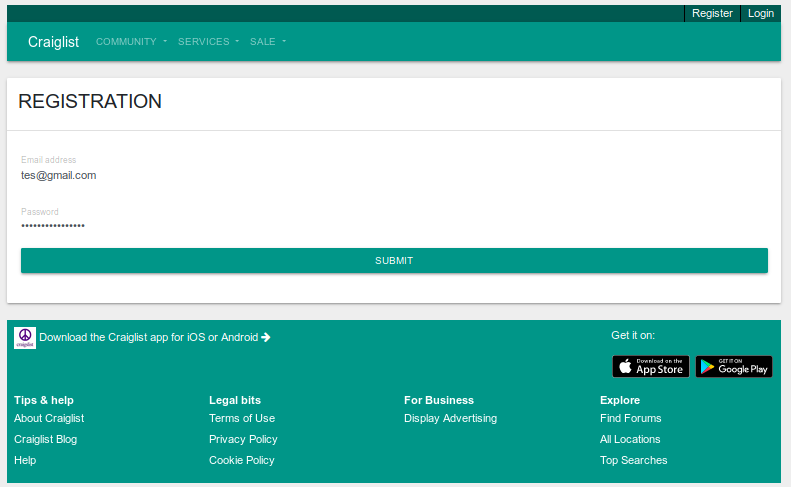 Register Login
Craiglist COMMUNITY SERVICES SALE
REGISTRATION
Email address
tes@gmail.com
Password
••••••••••••••••
SUBMIT
craigslist
Download the Craiglist app for iOS or Android
Get it on:
Download on the
App Store
GET IT ON
Google Play
Tips & help
About Craiglist
Craiglist Blog
Help
Legal bits
Terms of Use
Privacy Policy
Cookie Policy
For Business
Display Advertising
Explore
Find Forums
All Locations
Top Searches